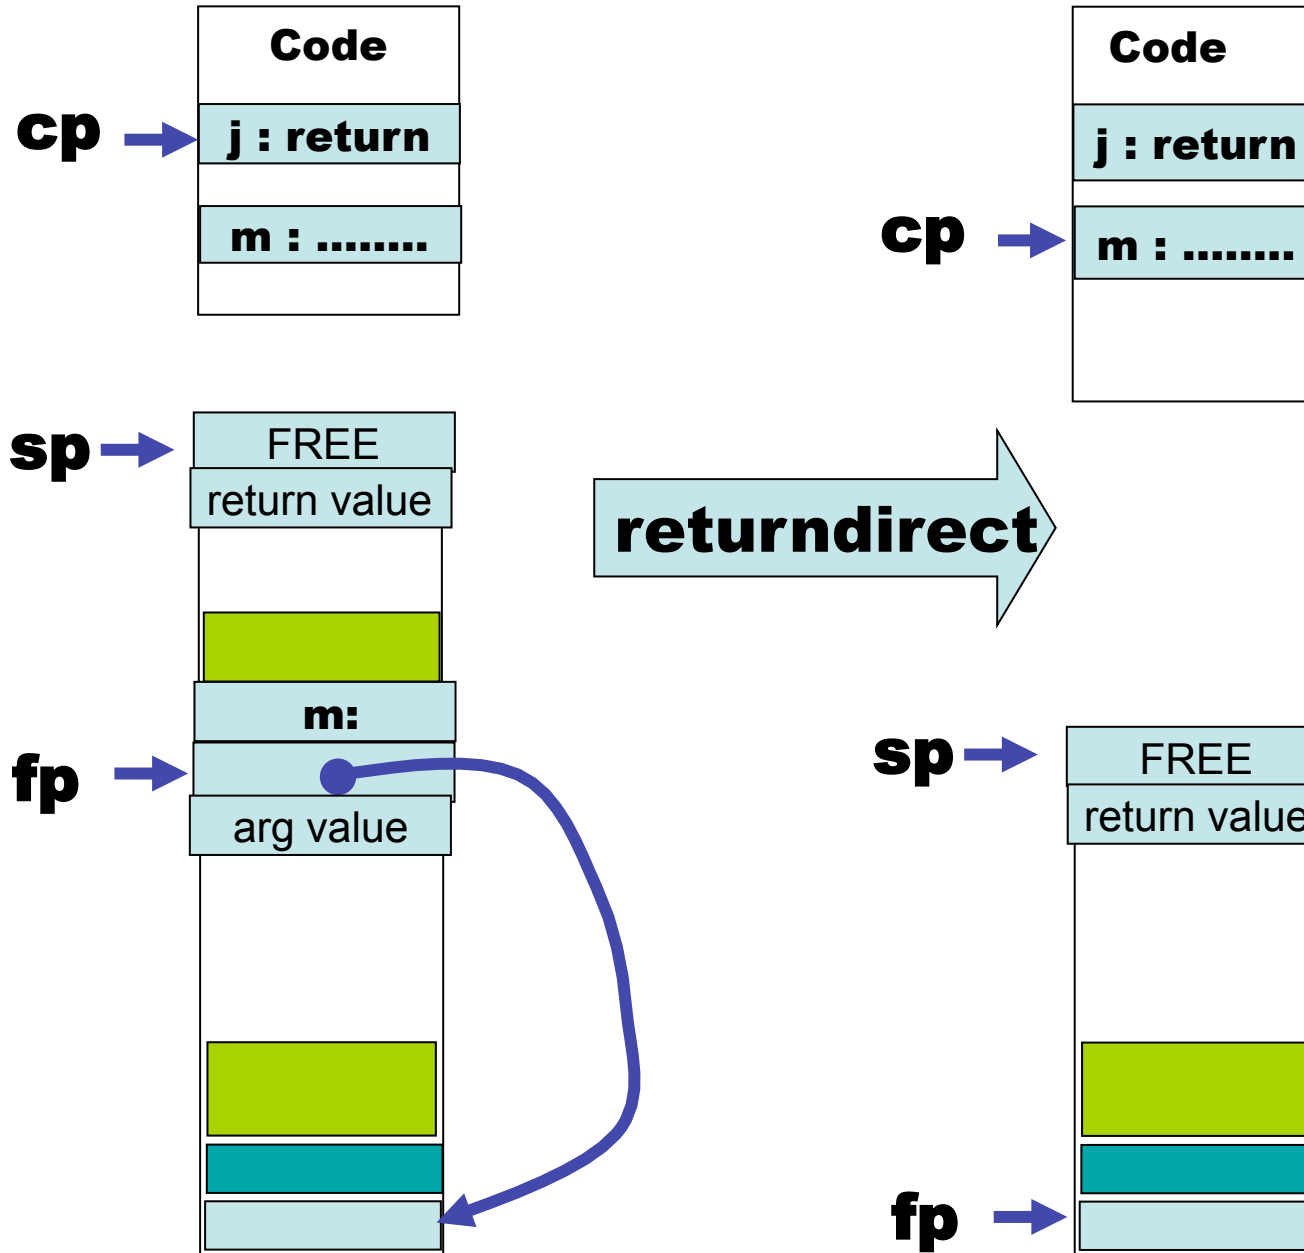 Code
cp
j : return
m : ........
sp
FREE
return value
m:
fp
arg value
returndirect
Code
j : return
cp
m : ........
sp
FREE
return value
fp